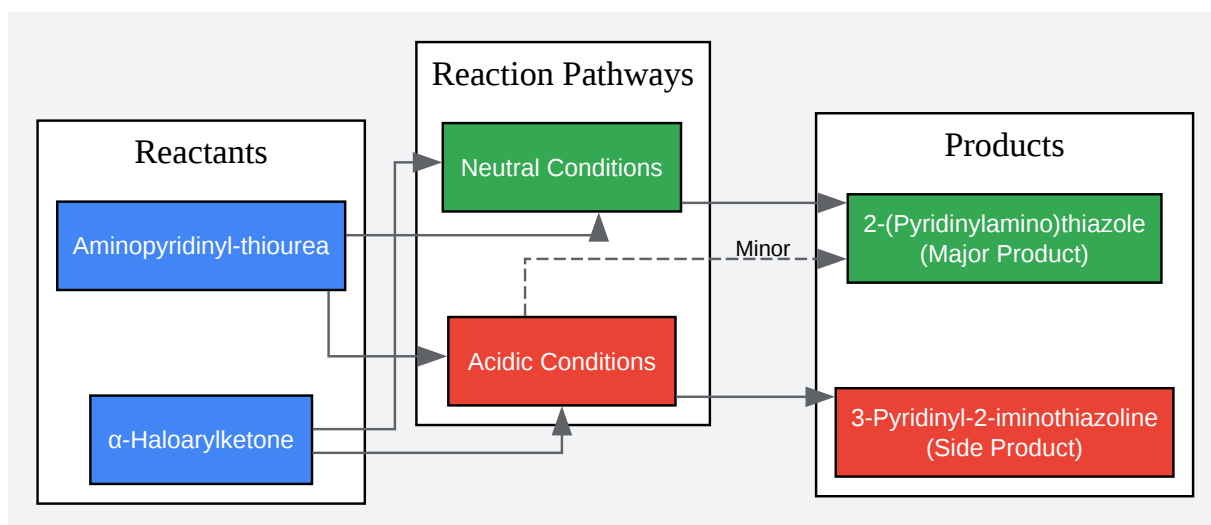 Reaction Pathways
Reactants
Products
Neutral Conditions
Aminopyridinyl-thiourea
2-(Pyridinylamino)thiazole
(Major Product)
Minor
Acidic Conditions
α-Haloarylketone
3-Pyridinyl-2-iminothiazoline
(Side Product)